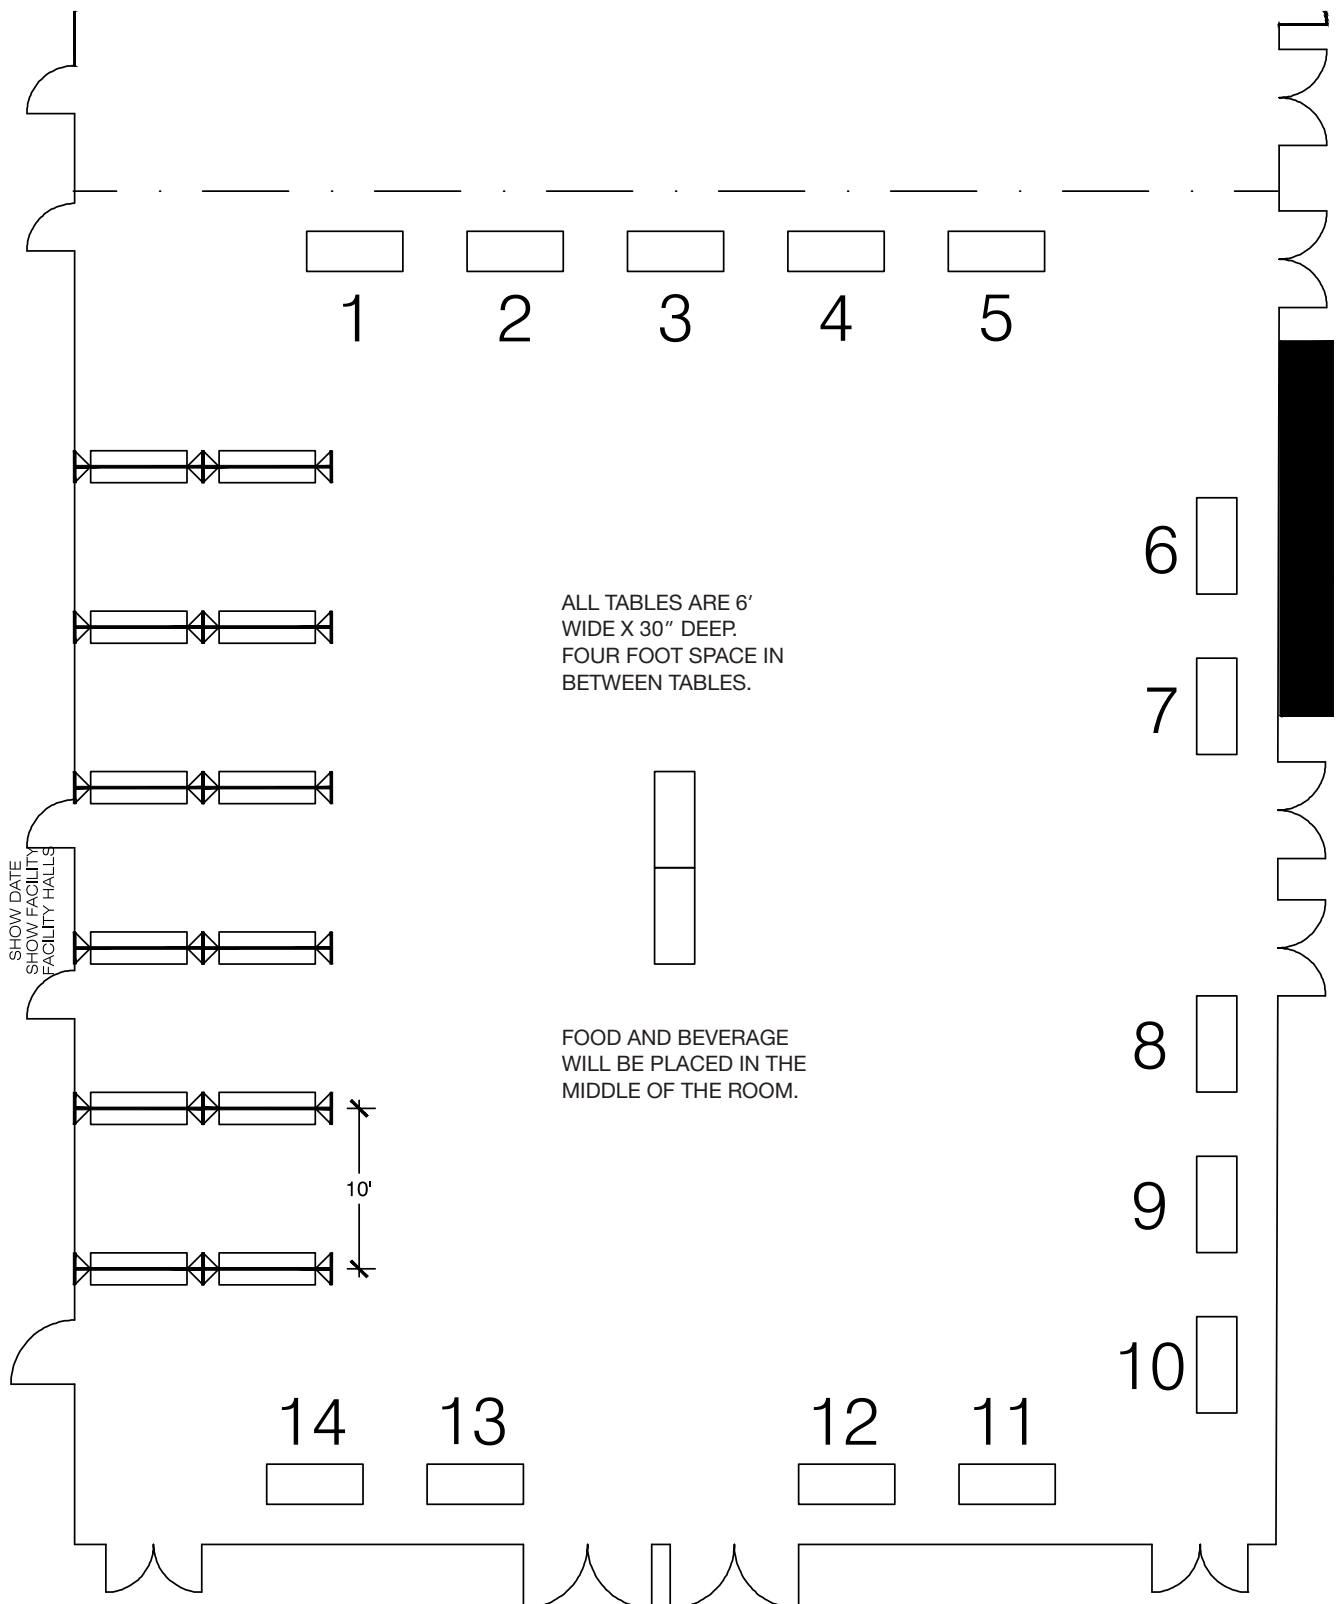 1
2
3
4
5
6
ALL TABLES ARE 6′
WIDE X 30″ DEEP.
FOUR FOOT SPACE IN
BETWEEN TABLES.
7
SHOW DATE
SHOW FACILITY
FACILITY HALLS
FOOD AND BEVERAGE
WILL BE PLACED IN THE
MIDDLE OF THE ROOM.
8
10'
9
10
14
13
12
11